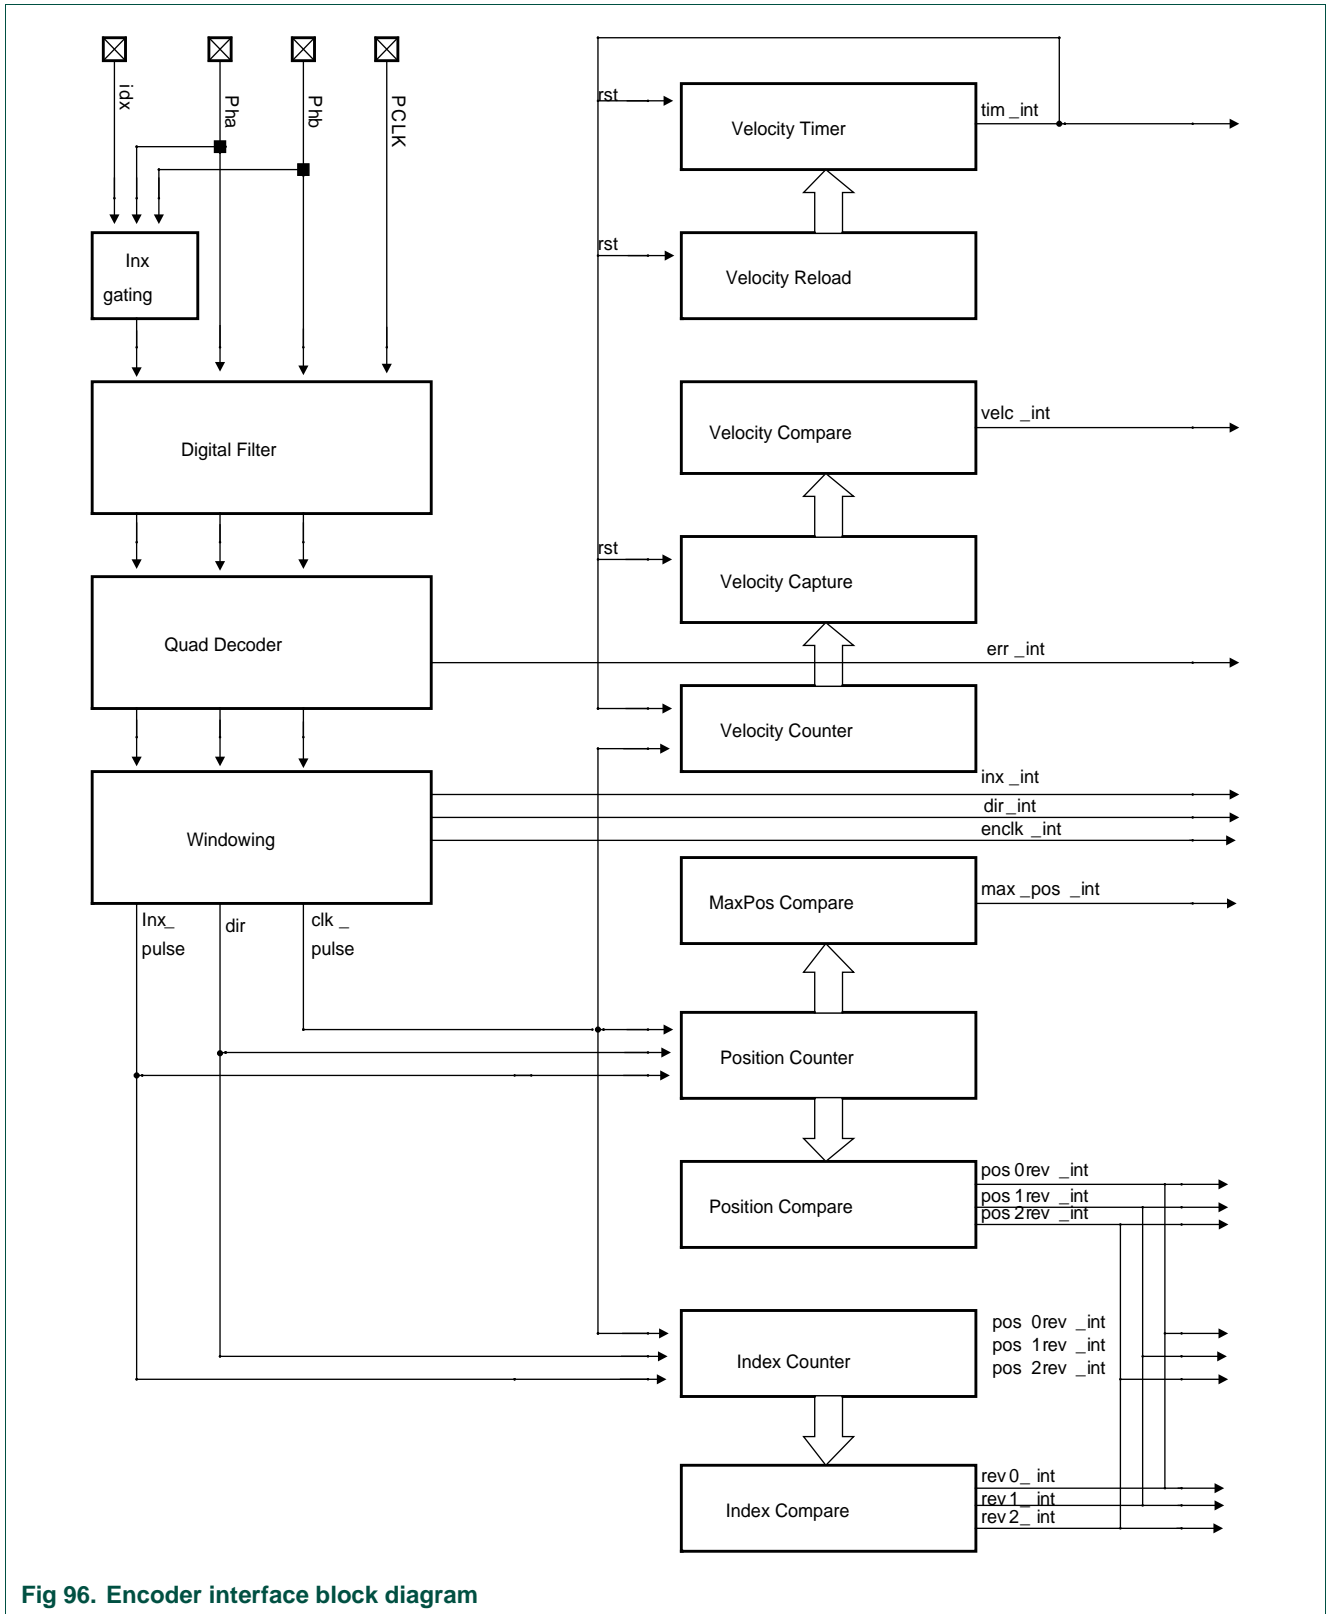 idx
Pha
Phb
PCLK
rst
Velocity Timer
tim _int
rst
Velocity Reload
Inx
gating
Digital Filter
Velocity Compare
velc _int
rst
Velocity Capture
Quad Decoder
err _int
Velocity Counter
inx _int
dir_int
enclk _int
Windowing
MaxPos Compare
max _pos _int
Inx_
pulse
dir
clk _
pulse
Position Counter
Position Compare
pos 0rev _int
pos 1rev _int
pos 2rev _int
Index Counter
pos 0rev _int
pos 1rev _int
pos 2rev _int
Index Compare
rev 0_ int
rev 1_ int
rev 2_ int
Fig 96. Encoder interface block diagram